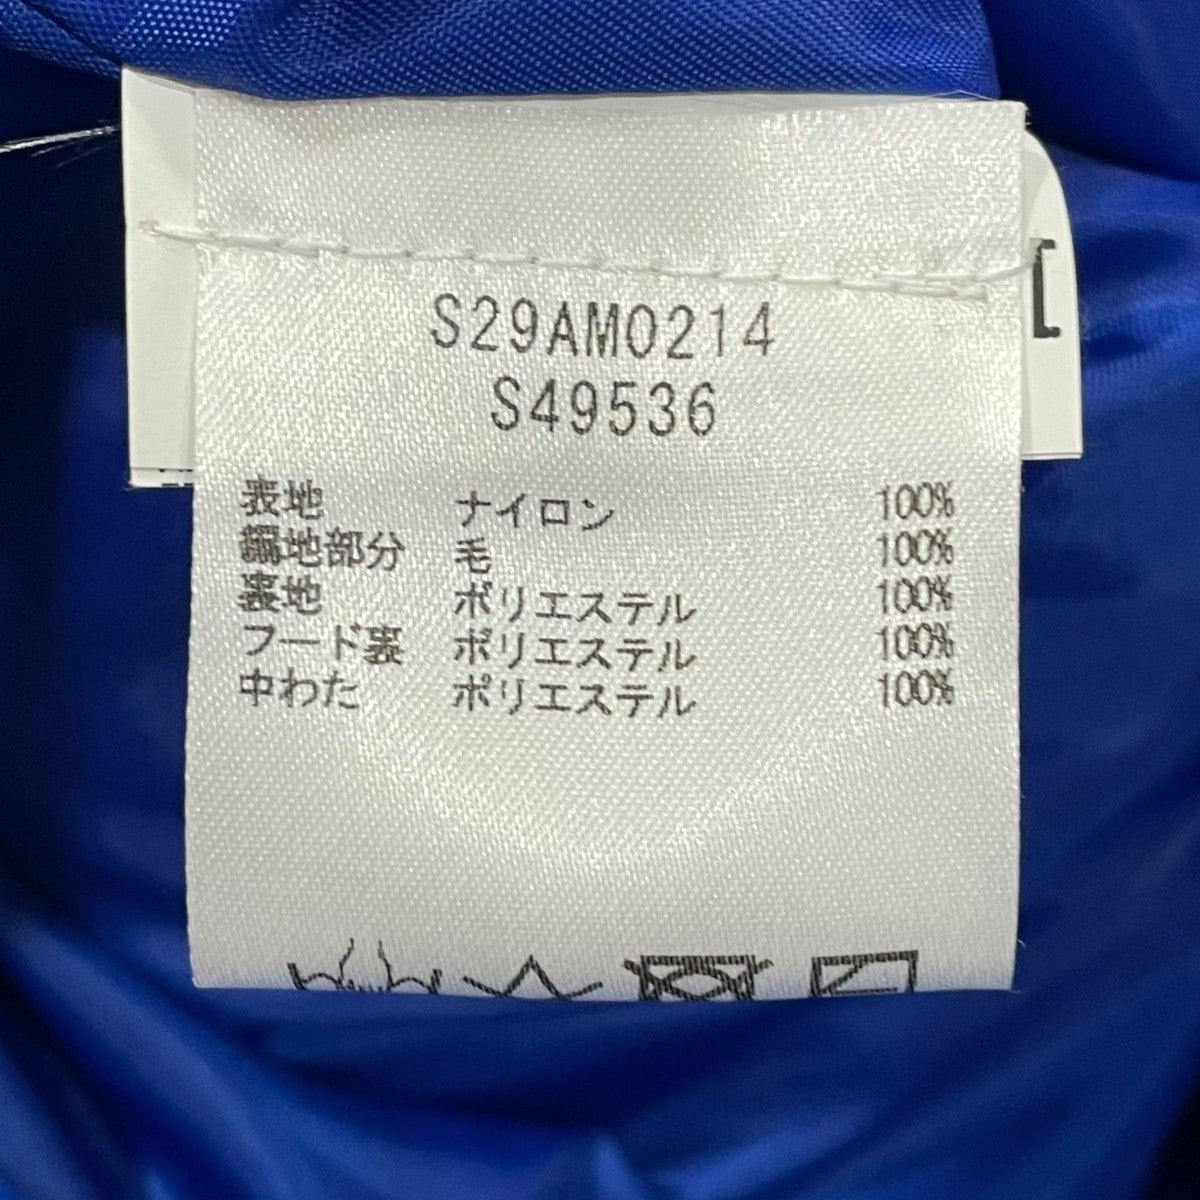 S29AM0214
S49536
表地 ナイロン 100%
編地部分 毛 100%
裏地 ポリエステル 100%
フード裏 ポリエステル 100%
中わた ポリエステル 100%